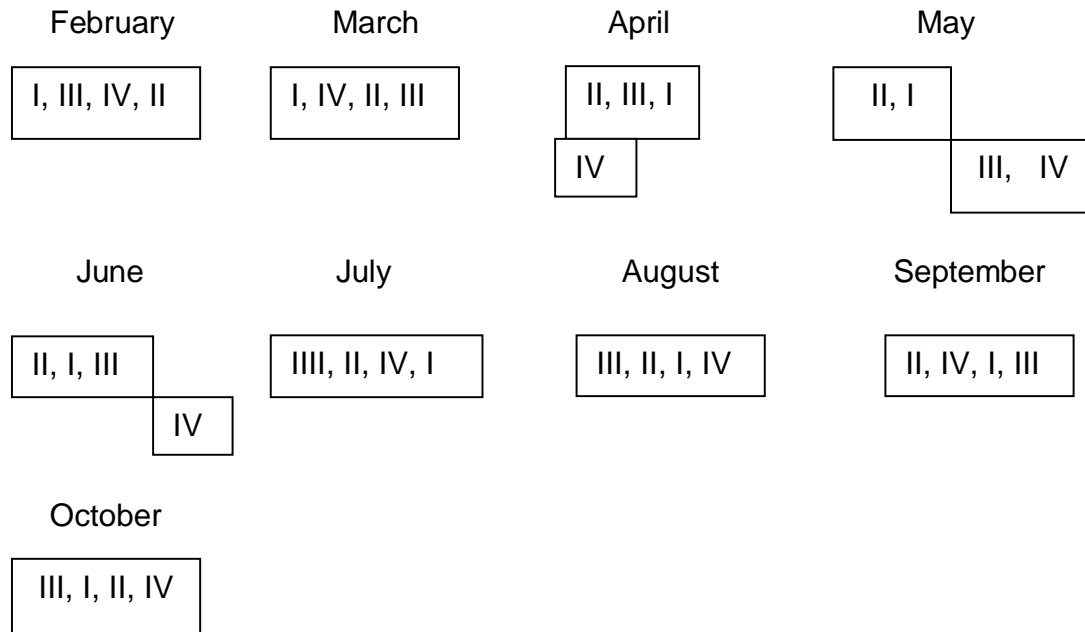 February March April May
I, III, IV, II I, IV, II, III II, III, I II, I
IV III, IV
June July August September
II, I, III IIII, II, IV, I III, II, I, IV II, IV, I, III
IV
October
III, I, II, IV